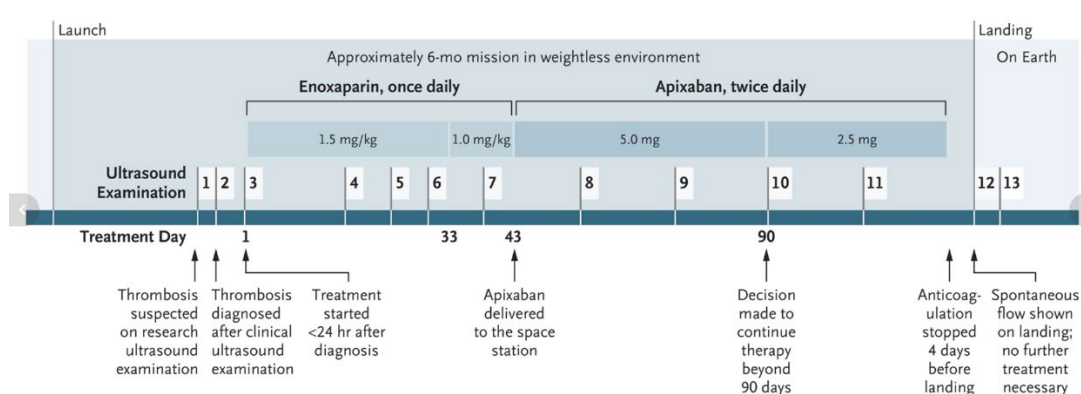 Launch
Landing
Approximately 6-mo mission in weightless environment
On Earth
Enoxaparin, once daily
Apixaban, twice daily
1.5 mg/kg
1.0 mg/kg
5.0 mg
2.5 mg
Ultrasound
Examination
1
2
3
4
5
6
7
8
9
10
11
12
13
Treatment Day
1
33
43
90
Thrombosis
suspected
on research
ultrasound
examination
Thrombosis
diagnosed
after clinical
ultrasound
examination
Treatment
started
<24 hr after
diagnosis
Apixaban
delivered
to the space
station
Decision
made to
continue
therapy
beyond
90 days
Anticoag-
ulation
stopped
4 days
before
landing
Spontaneous
flow shown
on landing;
no further
treatment
necessary